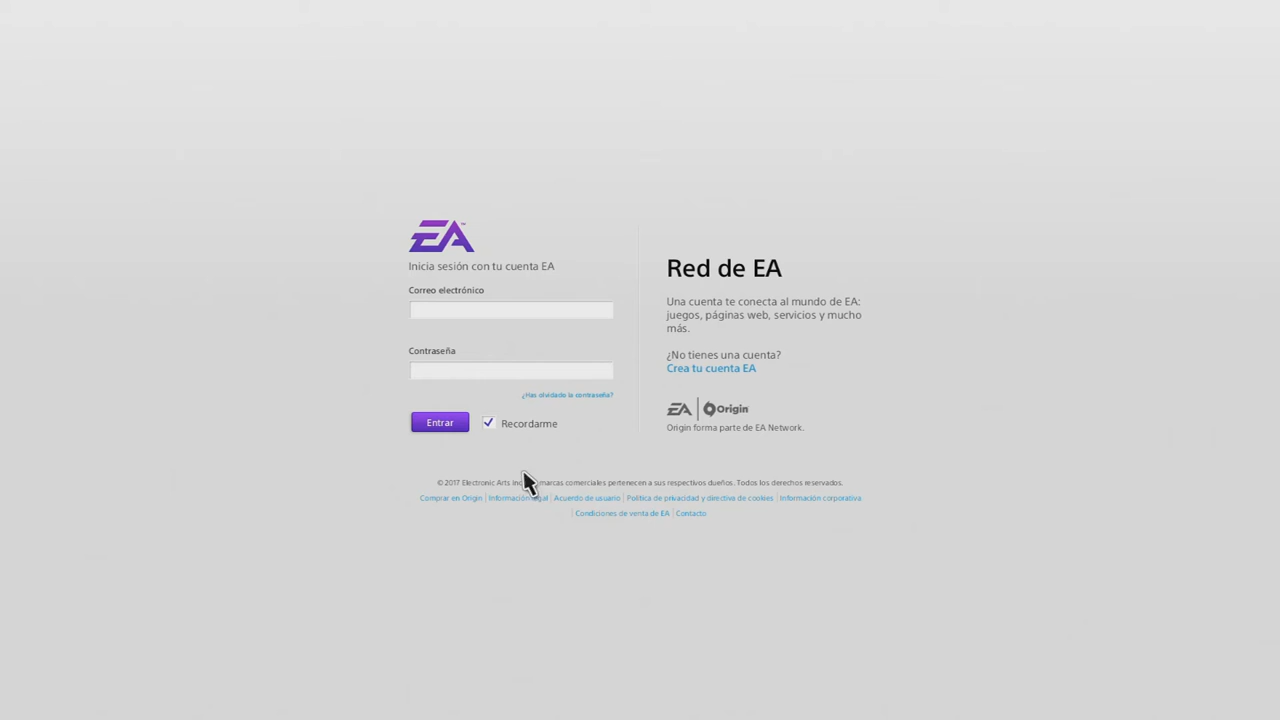 EA™
Inicia sesión con tu cuenta EA
Correo electrónico
Contraseña
¿Has olvidado la contraseña?
Entrar
Recordarme
Red de EA
Una cuenta te conecta al mundo de EA:
juegos, páginas web, servicios y mucho
más.
¿No tienes una cuenta?
Crea tu cuenta EA
EA | Origin
Origin forma parte de EA Network.
© 2017 Electronic Arts Inc. marcas comerciales pertenecen a sus respectivos dueños. Todos los derechos reservados.
Comprar en Origin | Información legal | Acuerdo de usuario | Política de privacidad y directiva de cookies | Información corporativa
| Condiciones de venta de EA | Contacto